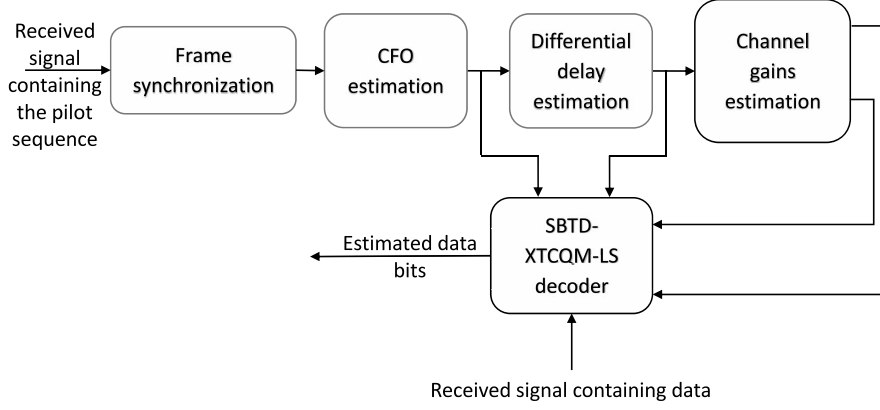 Received
signal
containing
the pilot
sequence
Frame
synchronization
CFO
estimation
Differential
delay
estimation
Channel
gains
estimation
SBTD-
XTCQM-LS
decoder
Estimated data
bits
Received signal containing data